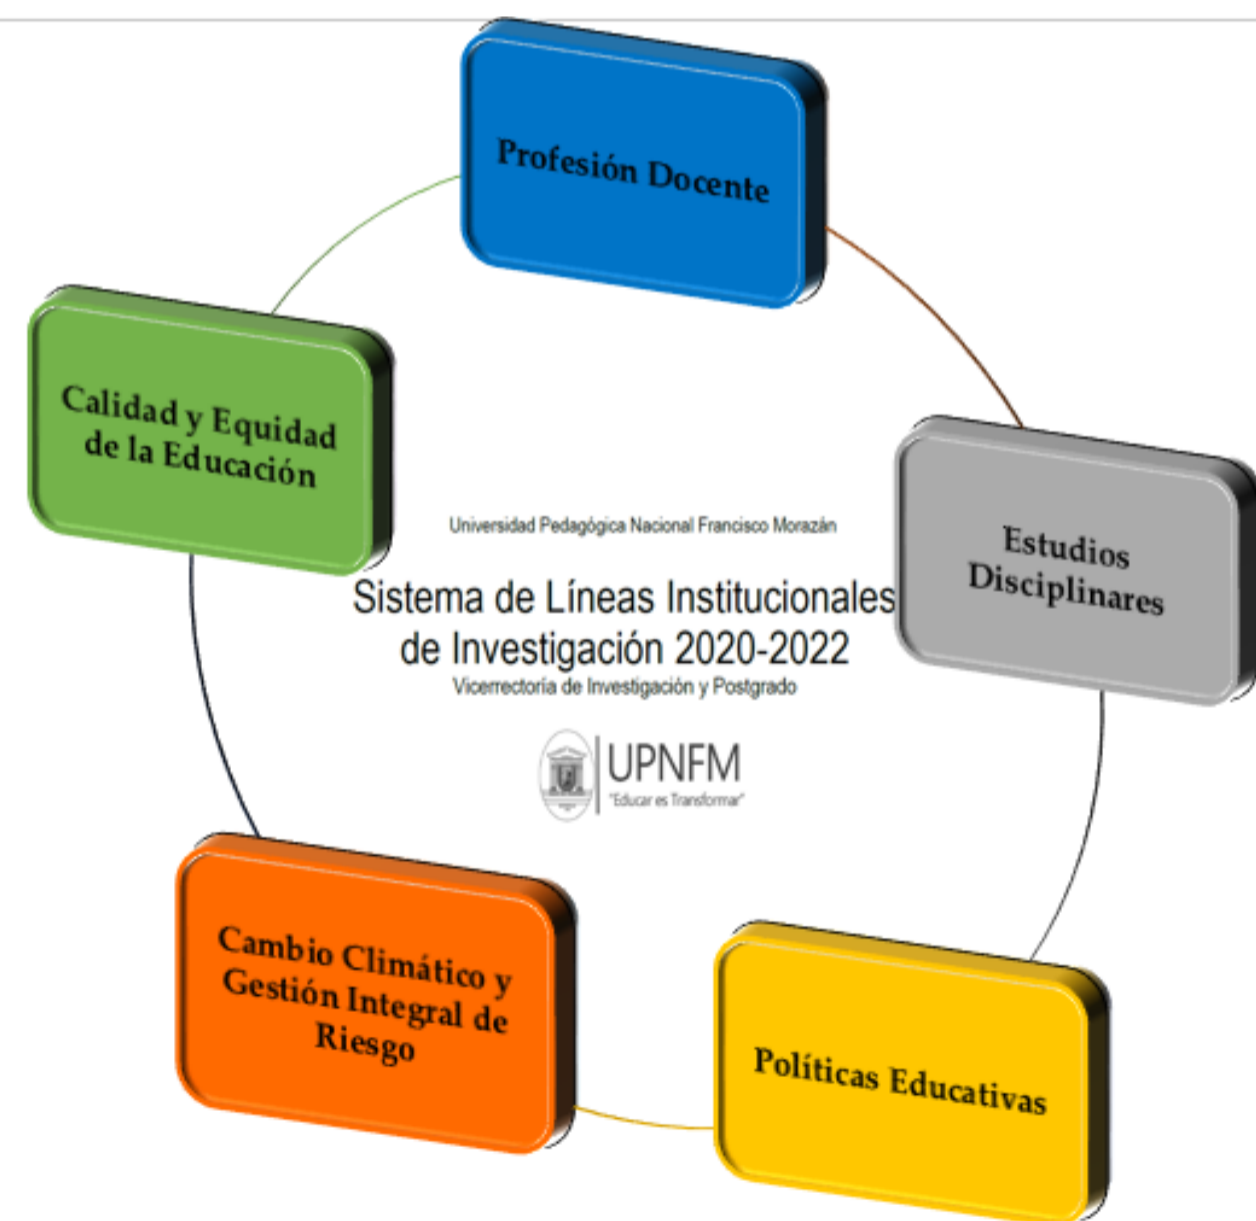 Profesión Docente
Calidad y Equidad
de la Educación
Estudios
Disciplinares
Universidad Pedagógica Nacional Francisco Morazán
Sistema de Líneas Institucionales
de Investigación 2020-2022
Vicerrectoría de Investigación y Postgrado
UPNFM
"Educar es Transformar"
Cambio Climático y
Gestión Integral de
Riesgo
Políticas Educativas